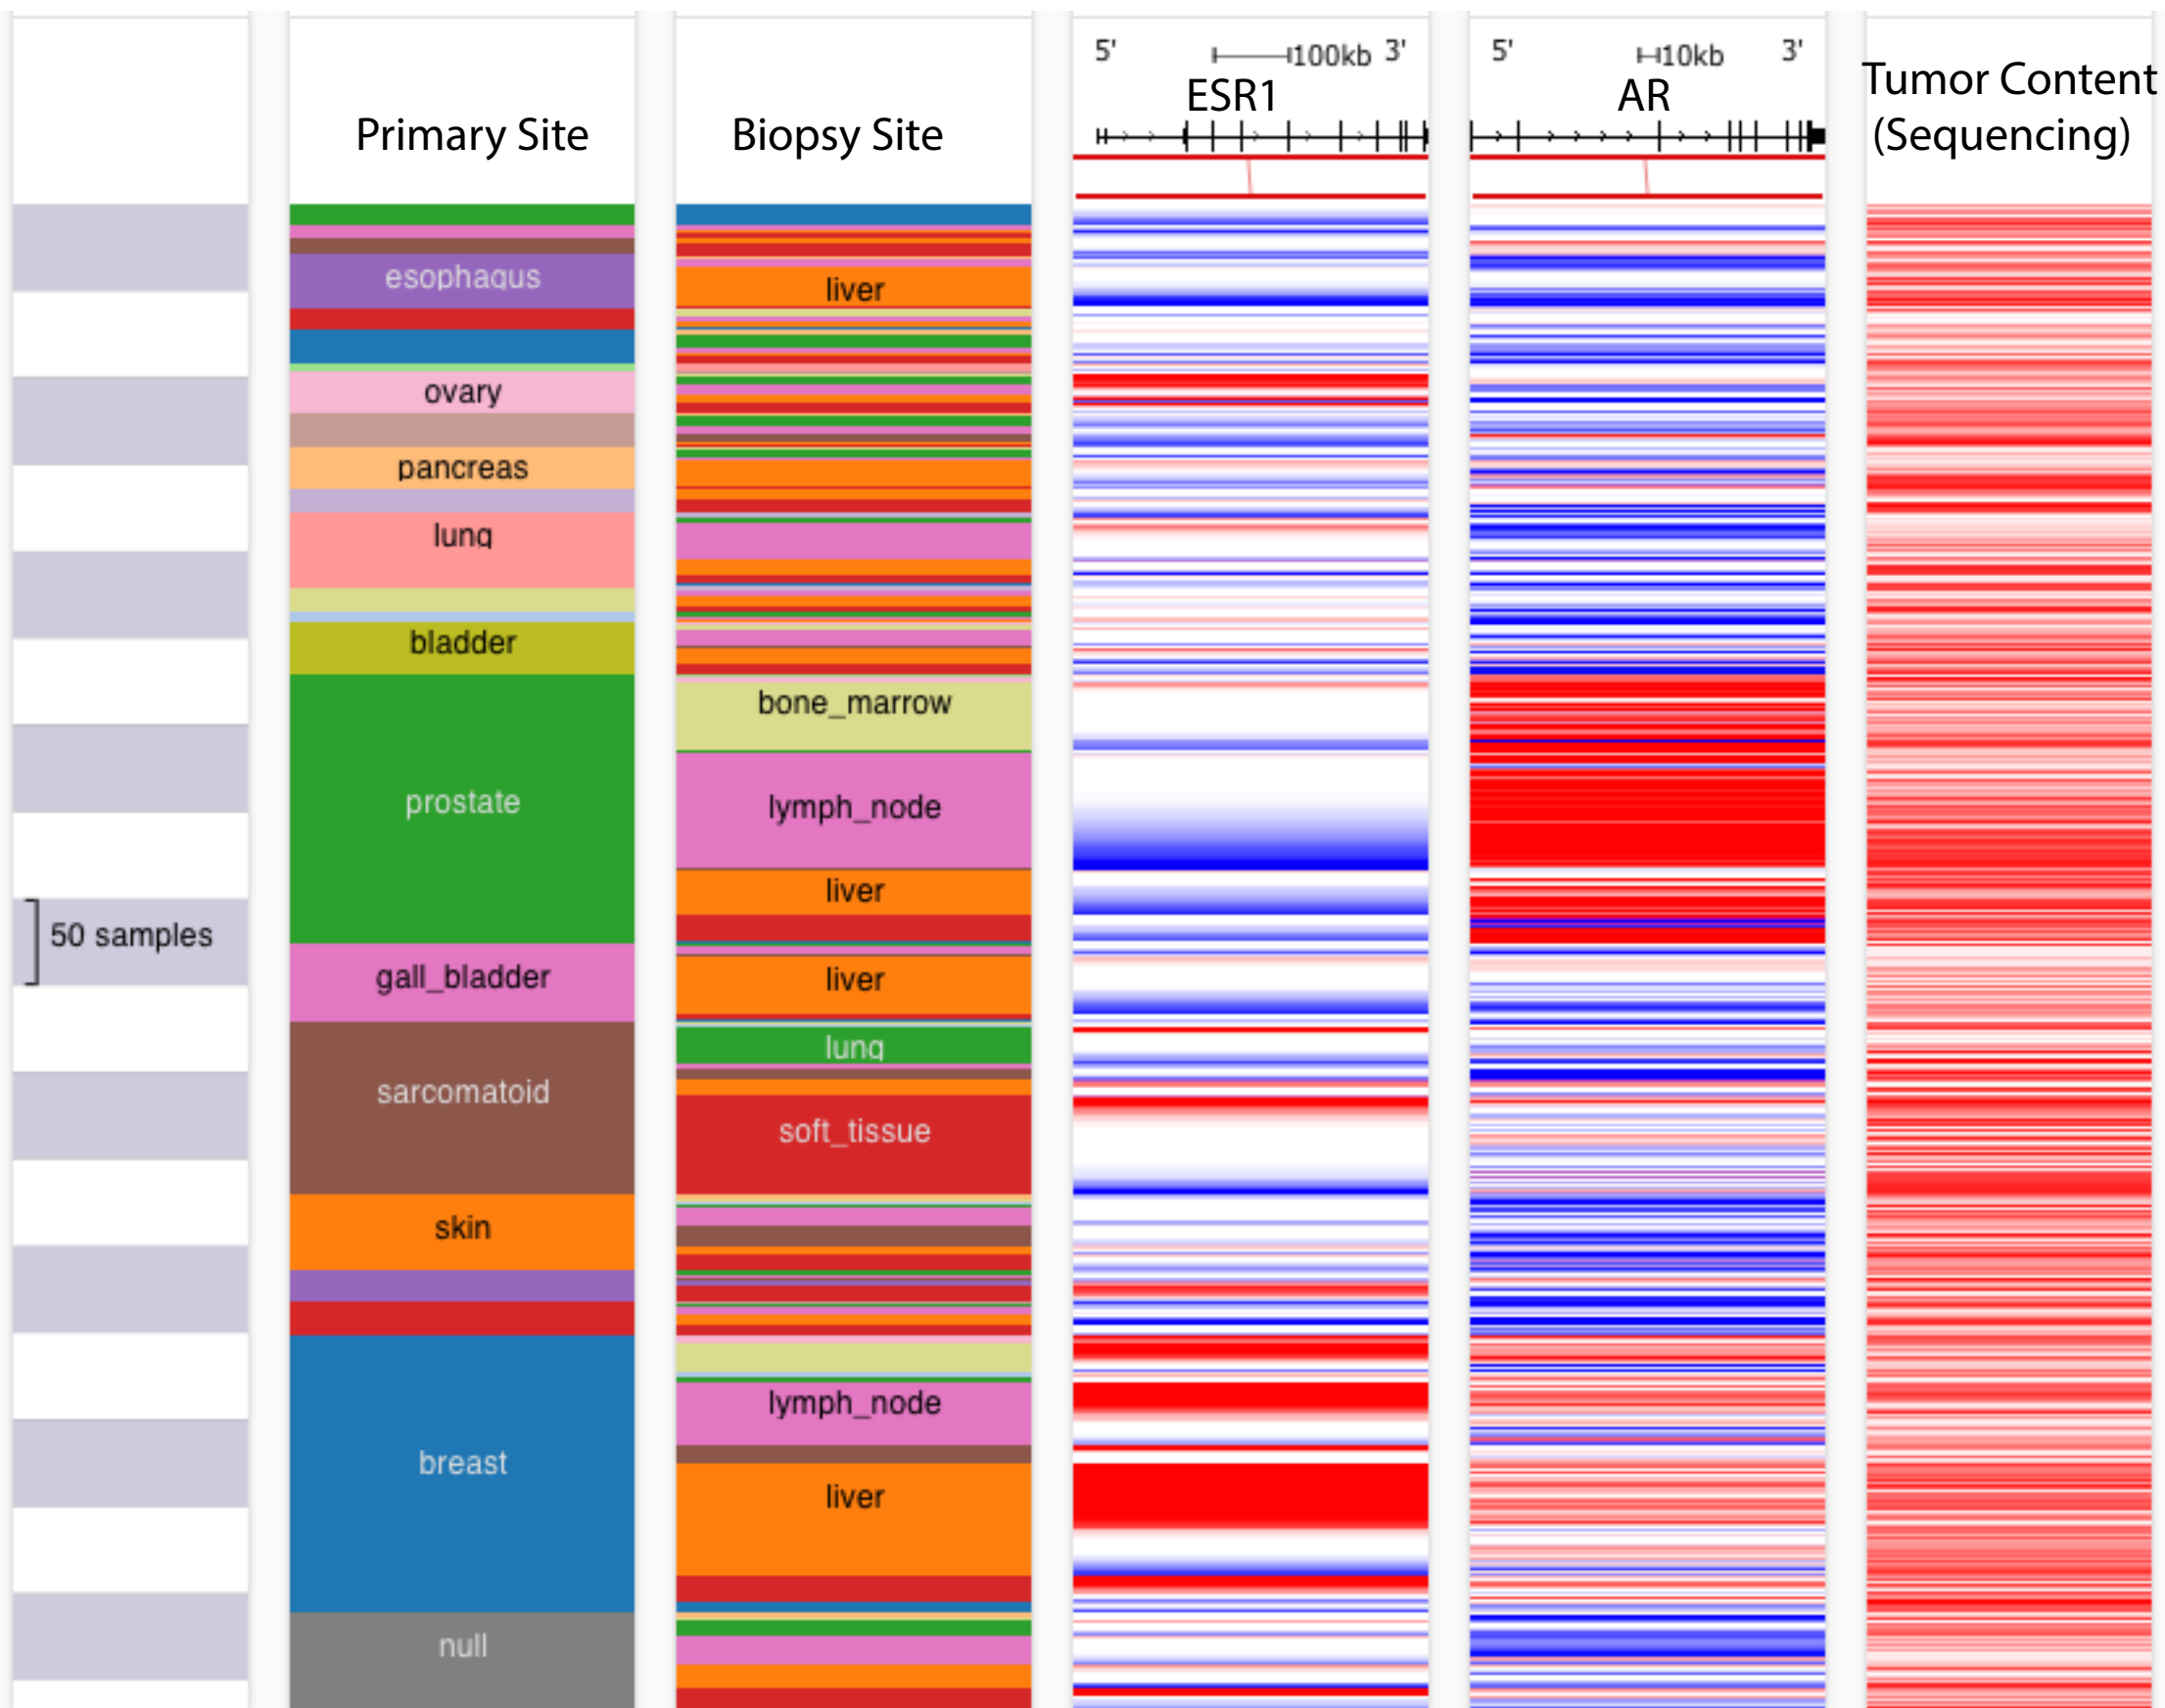 Primary Site
Biopsy Site
5' 100kb 3'
ESR1
5' 10kb 3'
AR
Tumor Content
(Sequencing)
50 samples
esophagus
ovary
pancreas
lung
bladder
prostate
gall_bladder
sarcomatoid
skin
breast
null
liver
bone_marrow
lymph_node
liver
liver
lung
soft_tissue
lymph_node
liver